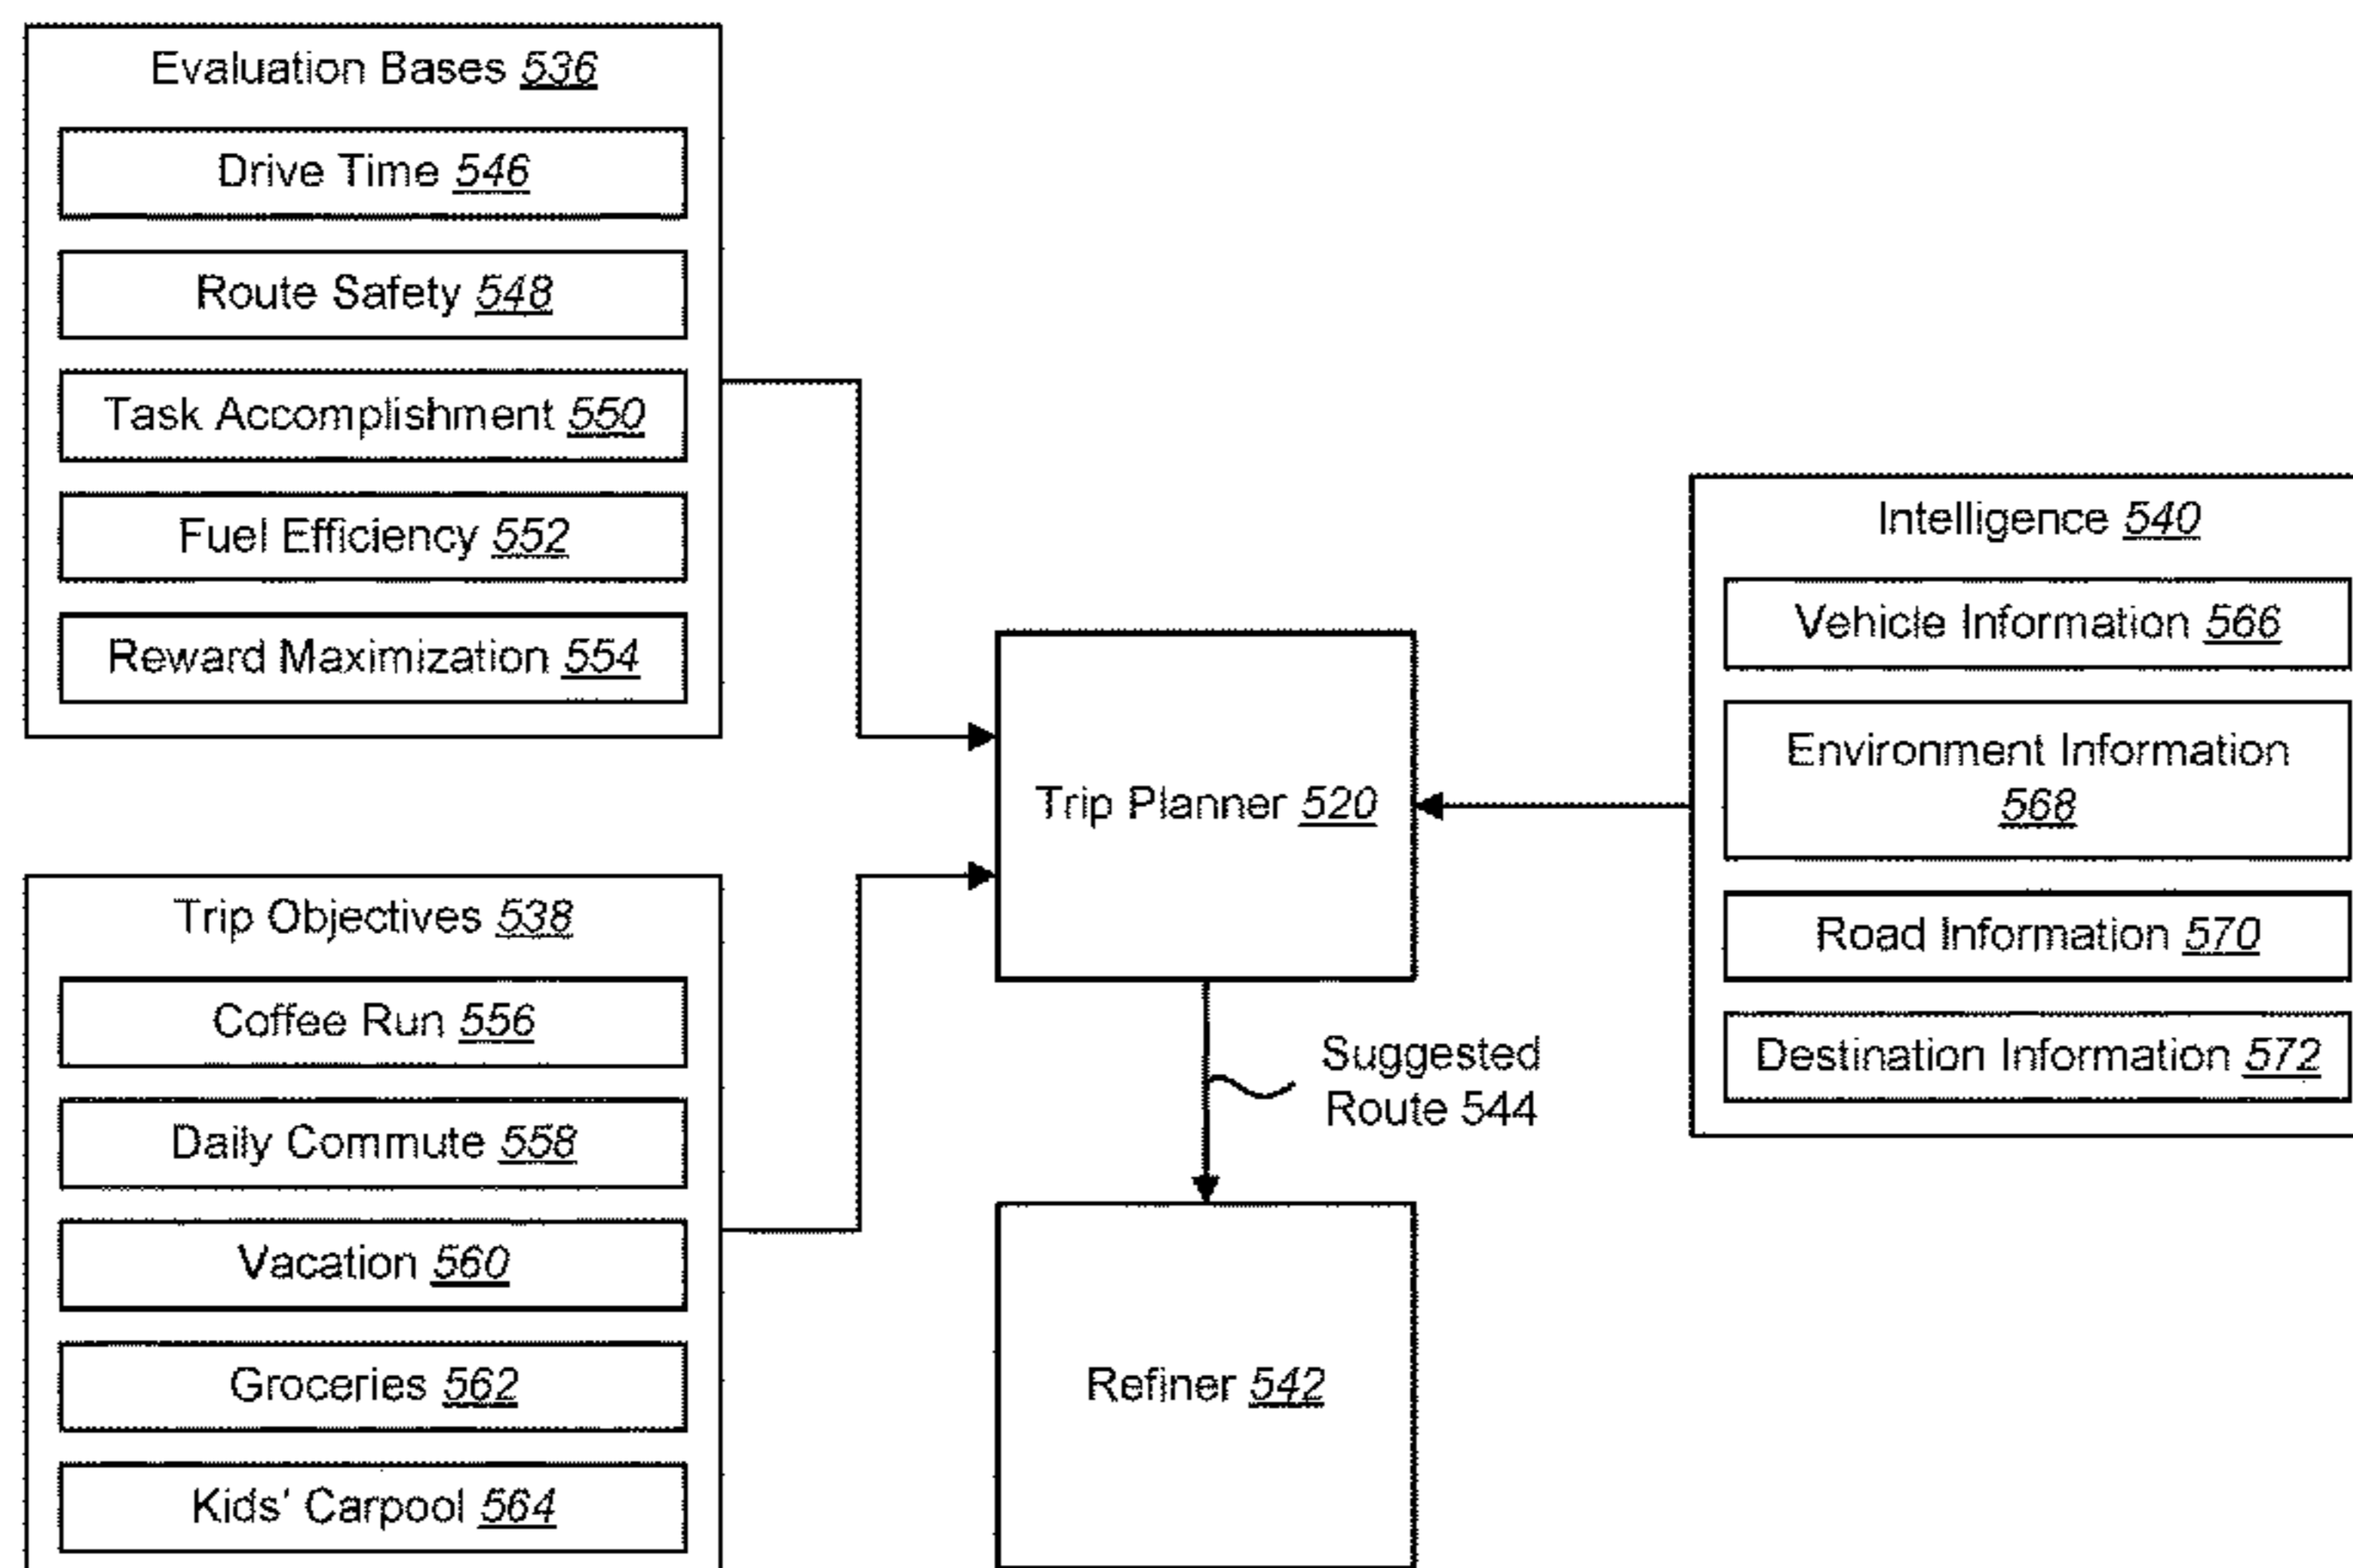 Evaluation Bases 536
Drive Time 546
Route Safety 548
Task Accomplishment 550
Fuel Efficiency 552
Reward Maximization 554
Trip Objectives 538
Coffee Run 556
Daily Commute 558
Vacation 560
Groceries 562
Kids' Carpool 564
Trip Planner 520
Suggested
Route 544
Refiner 542
Intelligence 540
Vehicle Information 566
Environment Information
568
Road Information 570
Destination Information 572